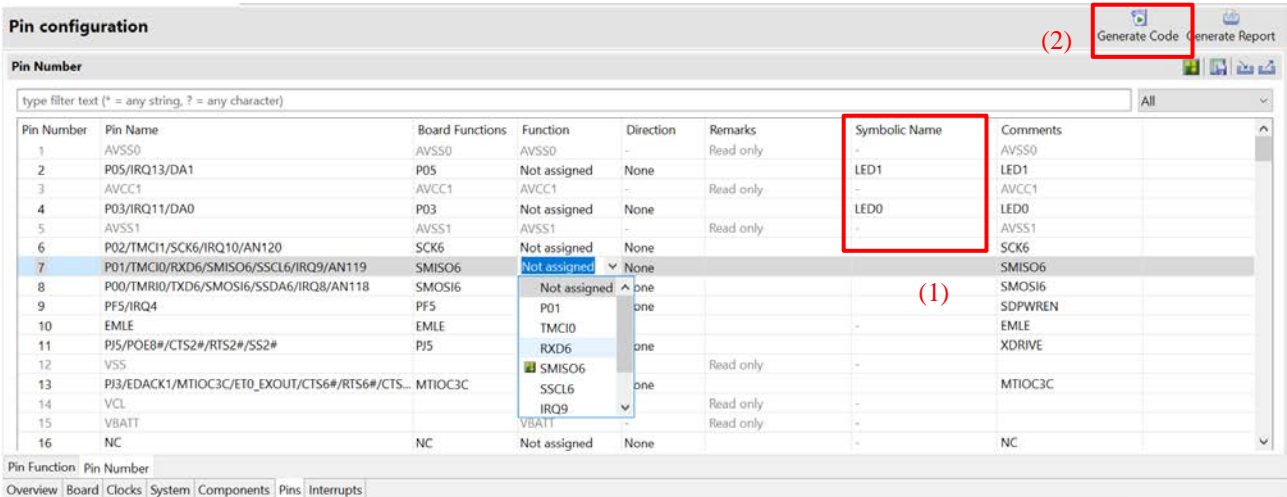 Pin configuration
(2)
Generate Code Generate Report
Pin Number
type filter text (* = any string, ? = any character)
All
Pin Number Pin Name Board Functions Function Direction Remarks Symbolic Name Comments
1 AVSS0 AVSS0 AVSS0 - Read only - AVSS0
2 P05/IRQ13/DA1 P05 Not assigned None LED1 LED1
3 AVCC1 AVCC1 AVCC1 - Read only - AVCC1
4 P03/IRQ11/DA0 P03 Not assigned None LED0 LED0
5 AVSS1 AVSS1 AVSS1 - Read only - AVSS1
6 P02/TMCI1/SCK6/IRQ10/AN120 SCK6 Not assigned None SCK6
7 P01/TMCI0/RXD6/SMISO6/SSCL6/IRQ9/AN119 SMISO6 Not assigned None SMISO6
8 P00/TMRI0/TXD6/SMOSI6/SSDA6/IRQ8/AN118 SMOSI6 Not assigned one SMOSI6
9 PF5/IRQ4 PF5 P01 one SDPWREN
10 EMLE EMLE TMCI0 - EMLE
11 PJ5/POE8#/CTS2#/RTS2#/SS2# PJ5 RXD6 one XDRIVE
12 VSS SMISO6 Read only -
13 PJ3/EDACK1/MTIOC3C/ET0_EXOUT/CTS6#/RTS6#/CTS... MTIOC3C SSCL6 one MTIOC3C
14 VCL IRQ9 Read only -
15 VBATT VBATT - Read only -
16 NC NC Not assigned None - NC
(1)
Pin Function Pin Number
Overview Board Clocks System Components Pins Interrupts